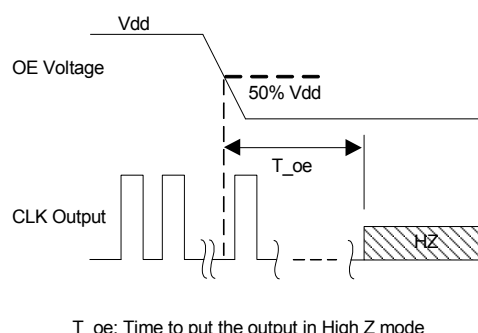 Vdd
OE Voltage
50% Vdd
T_oe
CLK Output
HZ
T_oe: Time to put the output in High Z mode